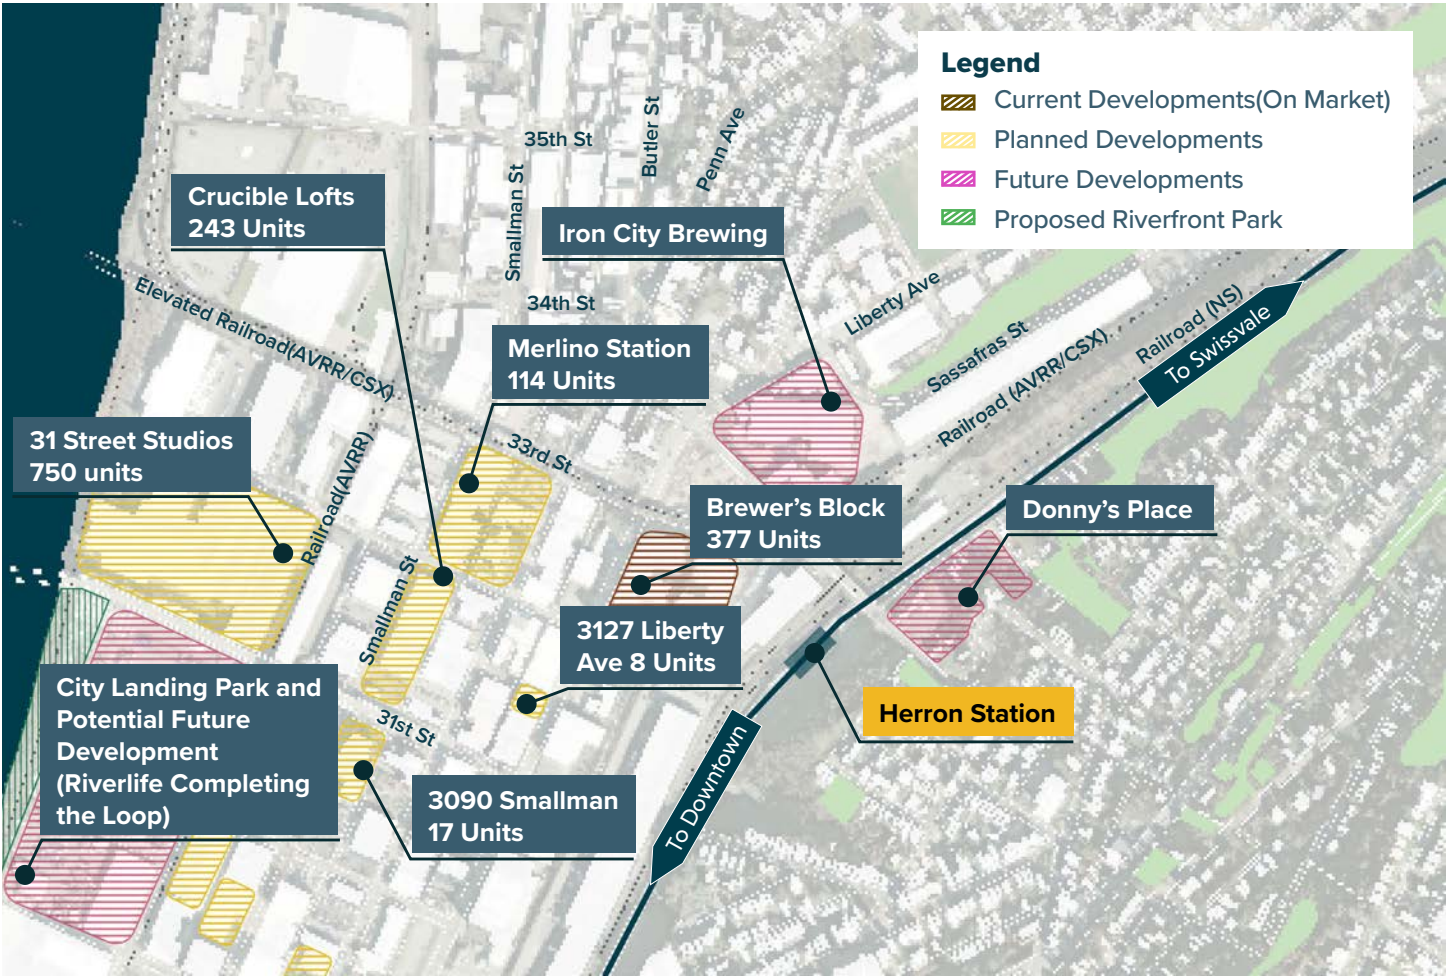 Legend
Current Developments(On Market)
Planned Developments
Future Developments
Proposed Riverfront Park
35th St
Butler St
Penn Ave
Smallman St
Crucible Lofts
243 Units
Iron City Brewing
Elevated Railroad(AVRR/CSX)
34th St
Liberty Ave
Sassafras St
Railroad (AVRR/CSX)
Railroad (NS)
To Swissvale
Merlino Station
114 Units
31 Street Studios
750 units
Railroad(AVRR)
33rd St
Brewer's Block
377 Units
Donny's Place
Smallman St
3127 Liberty
Ave 8 Units
City Landing Park and
Potential Future
Development
(Riverlife Completing
the Loop)
31st St
Herron Station
3090 Smallman
17 Units
To Downtown